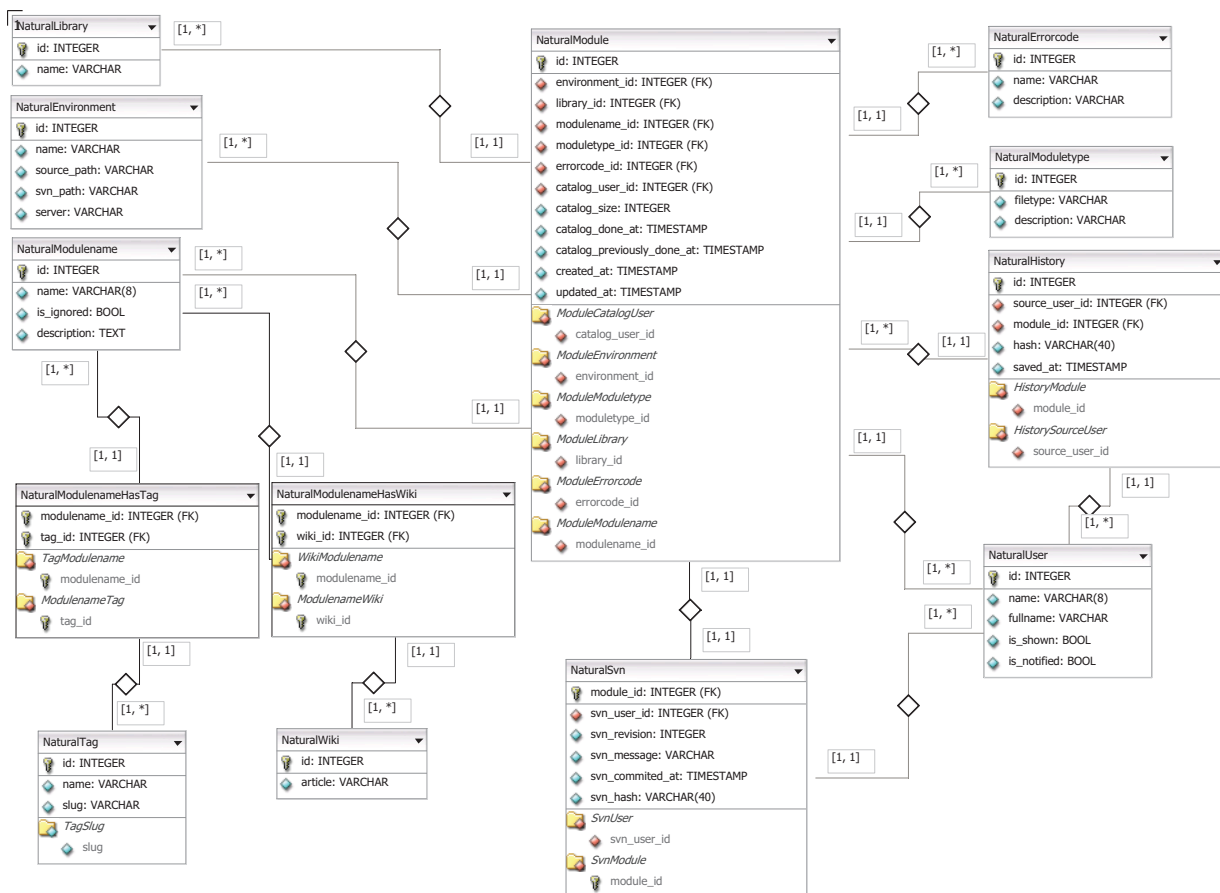 1
NaturalLibrary
id: INTEGER
name: VARCHAR
[1, *]
[1, 1]
NaturalEnvironment
id: INTEGER
name: VARCHAR
source_path: VARCHAR
svn_path: VARCHAR
server: VARCHAR
[1, *]
[1, 1]
NaturalModulename
id: INTEGER
name: VARCHAR(8)
is_ignored: BOOL
description: TEXT
[1, *]
[1, *]
[1, 1]
[1, *]
[1, 1]
[1, 1]
NaturalModulenameHasTag
modulename_id: INTEGER (FK)
tag_id: INTEGER (FK)
TagModulename
modulename_id
ModulenameTag
tag_id
[1, 1]
[1, *]
NaturalModulenameHasWiki
modulename_id: INTEGER (FK)
wiki_id: INTEGER (FK)
WikiModulename
modulename_id
ModulenameWiki
wiki_id
[1, 1]
[1, *]
NaturalTag
id: INTEGER
name: VARCHAR
slug: VARCHAR
TagSlug
slug
NaturalWiki
id: INTEGER
article: VARCHAR
NaturalModule
id: INTEGER
environment_id: INTEGER (FK)
library_id: INTEGER (FK)
modulename_id: INTEGER (FK)
moduletype_id: INTEGER (FK)
errorcode_id: INTEGER (FK)
catalog_user_id: INTEGER (FK)
catalog_size: INTEGER
catalog_done_at: TIMESTAMP
catalog_previously_done_at: TIMESTAMP
created_at: TIMESTAMP
updated_at: TIMESTAMP
ModuleCatalogUser
catalog_user_id
ModuleEnvironment
environment_id
ModuleModuletype
moduletype_id
ModuleLibrary
library_id
ModuleErrorcode
errorcode_id
ModuleModulename
modulename_id
[1, 1]
[1, 1]
NaturalSvn
module_id: INTEGER (FK)
svn_user_id: INTEGER (FK)
svn_revision: INTEGER
svn_message: VARCHAR
svn_commited_at: TIMESTAMP
svn_hash: VARCHAR(40)
SvnUser
svn_user_id
SvnModule
module_id
NaturalErrorcode
id: INTEGER
name: VARCHAR
description: VARCHAR
[1, *]
[1, 1]
NaturalModuletype
id: INTEGER
filetype: VARCHAR
description: VARCHAR
[1, *]
[1, 1]
NaturalHistory
id: INTEGER
source_user_id: INTEGER (FK)
module_id: INTEGER (FK)
hash: VARCHAR(40)
saved_at: TIMESTAMP
HistoryModule
module_id
HistorySourceUser
source_user_id
[1, *]
[1, 1]
[1, 1]
[1, 1]
[1, *]
NaturalUser
id: INTEGER
name: VARCHAR(8)
fullname: VARCHAR
is_shown: BOOL
is_notified: BOOL
[1, *]
[1, *]
[1, 1]